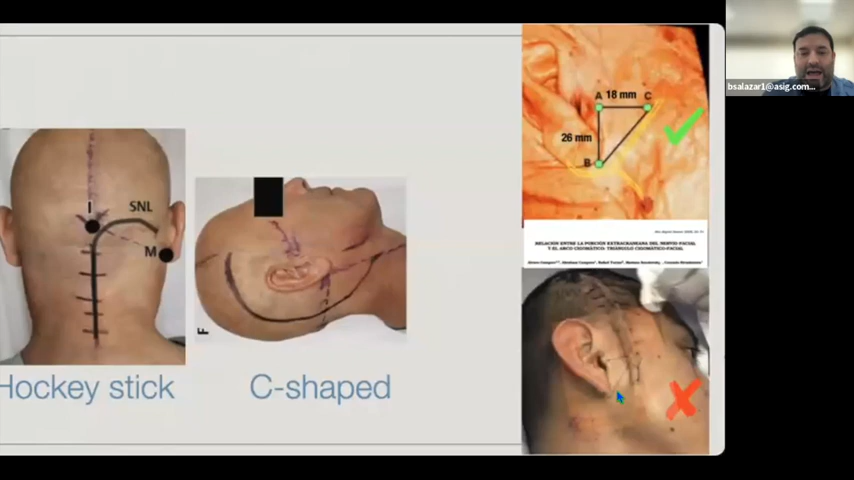 bsalazar1@asig.com...
A 18 mm C
26 mm
B
I
SNL
M
F
RELACIÓN ENTRE LA PORCIÓN EXTRACRANEANA DEL NERVIO FACIAL
Y EL ARCO CIGOMÁTICO: TRIÁNGULO CIGOMÁTICO-FACIAL
Hockey stick
C-shaped